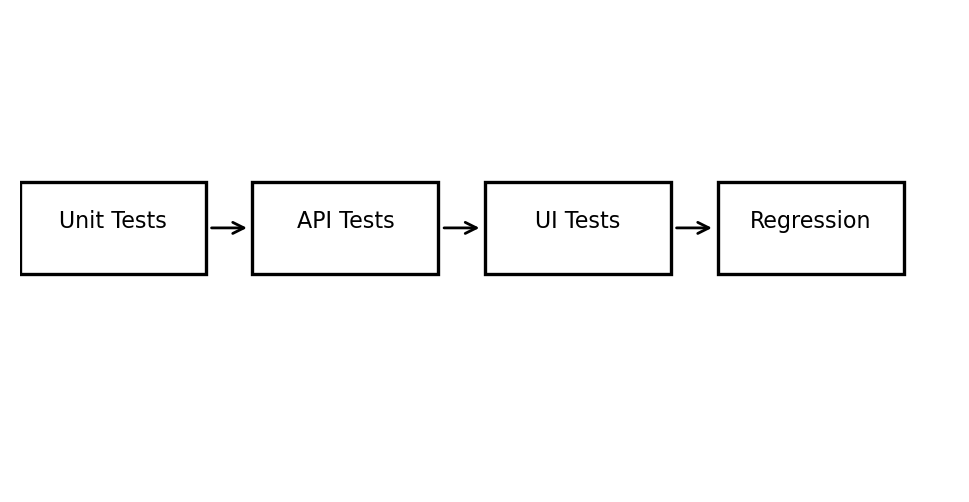 Unit Tests
API Tests
UI Tests
Regression